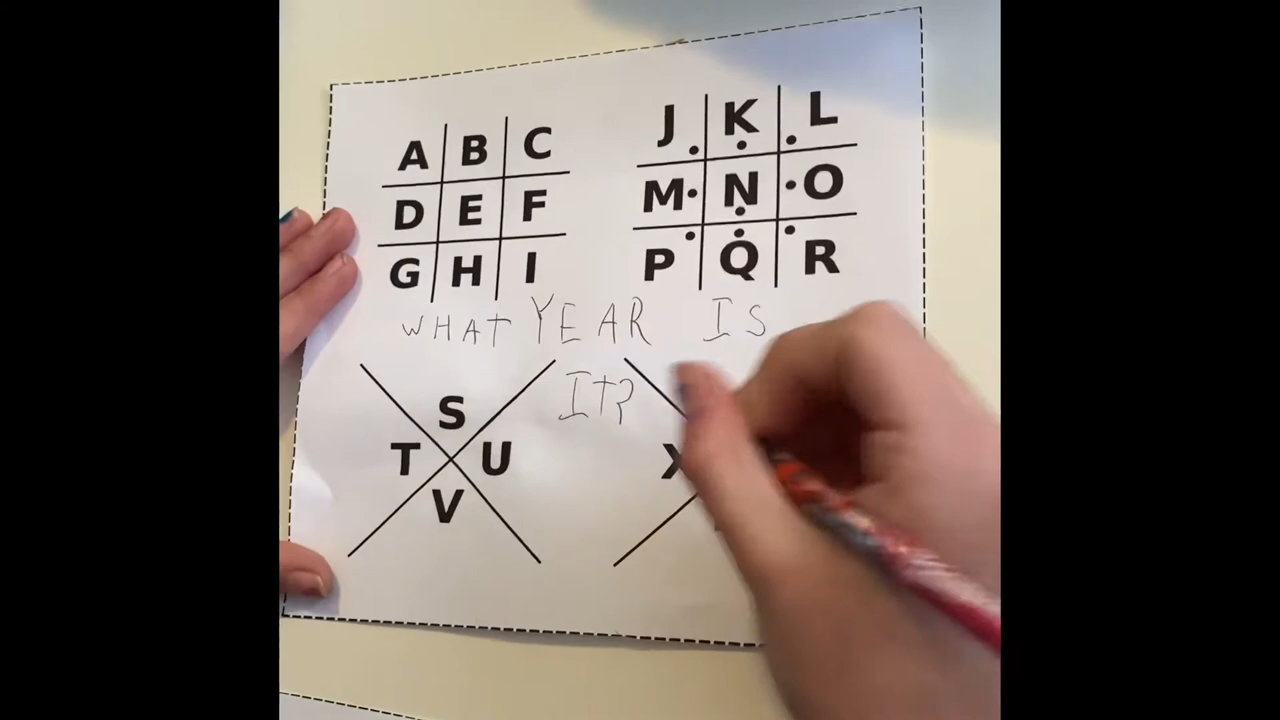 A B C
D E F
G H I
J K L
M N O
P Q R
WHAT YEAR IS
IT?
S
T U
V
X